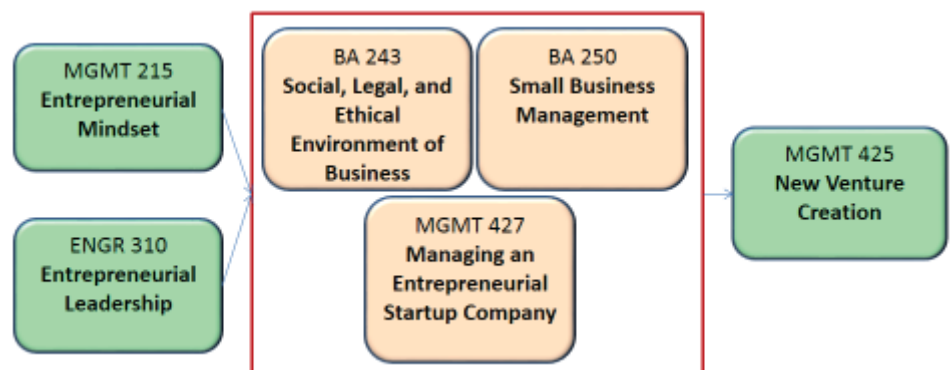 MGMT 215
Entrepreneurial
Mindset
ENGR 310
Entrepreneurial
Leadership
BA 243
Social, Legal, and
Ethical
Environment of
Business
BA 250
Small Business
Management
MGMT 427
Managing an
Entrepreneurial
Startup Company
MGMT 425
New Venture
Creation